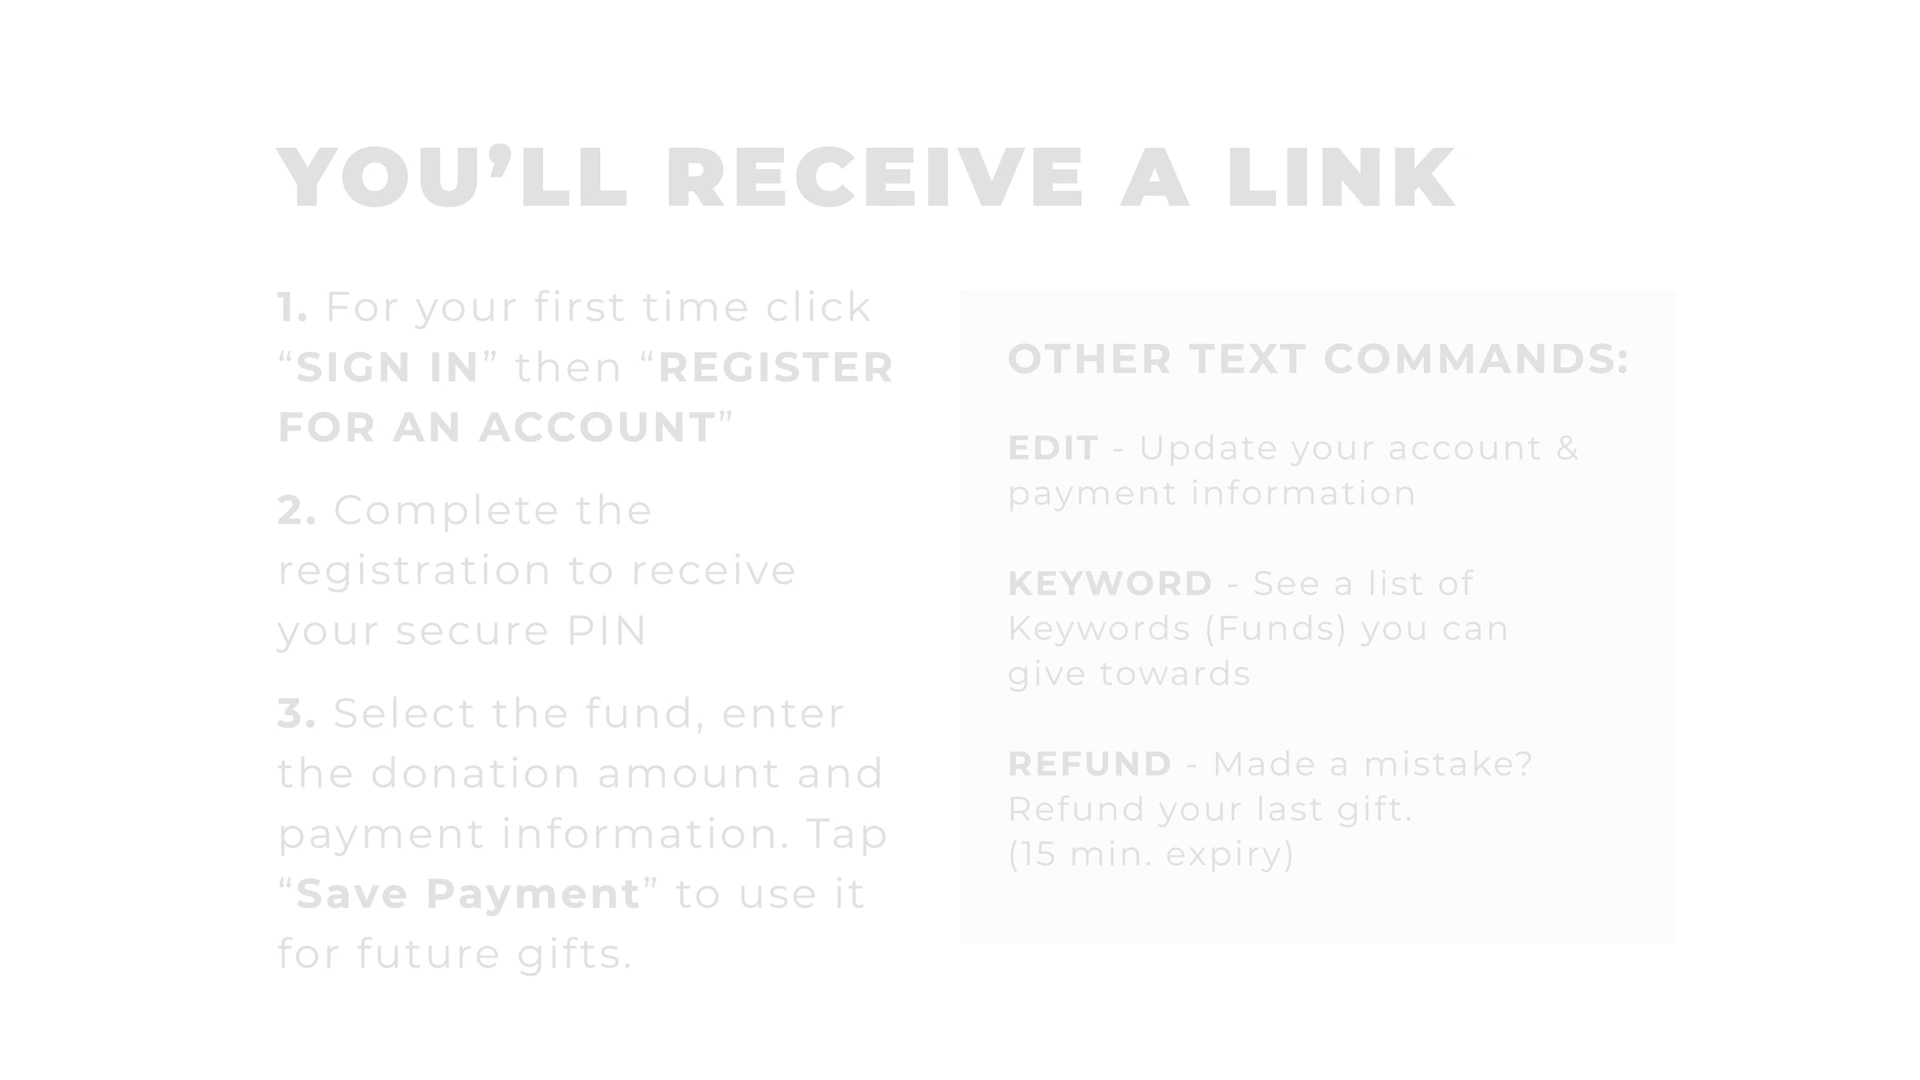 YOU’LL RECEIVE A LINK
1. For your first time click
“SIGN IN” then “REGISTER
FOR AN ACCOUNT”
2. Complete the
registration to receive
your secure PIN
3. Select the fund, enter
the donation amount and
payment information. Tap
“Save Payment” to use it
for future gifts.
OTHER TEXT COMMANDS:
EDIT - Update your account &
payment information
KEYWORD - See a list of
Keywords (Funds) you can
give towards
REFUND - Made a mistake?
Refund your last gift.
(15 min. expiry)